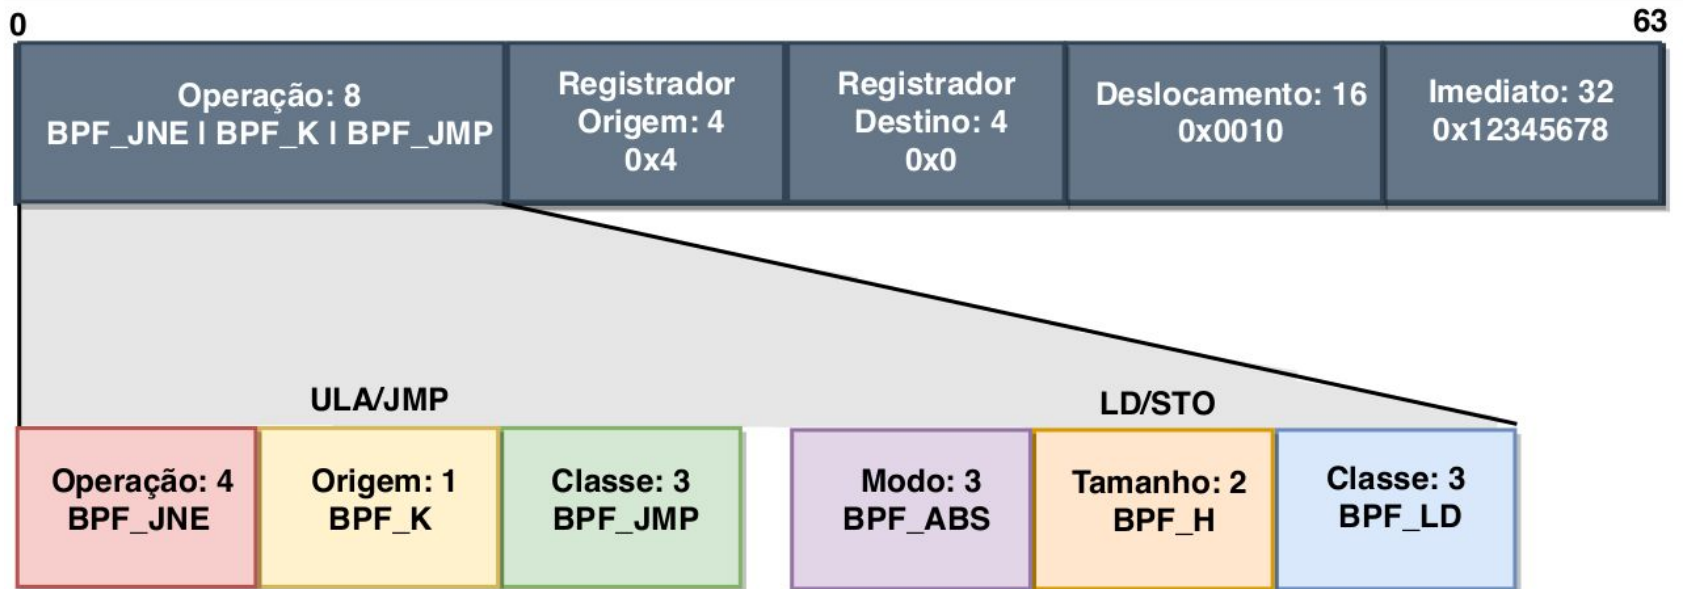 0
63
Operação: 8
BPF_JNE | BPF_K | BPF_JMP
Registrador
Origem: 4
0x4
Registrador
Destino: 4
0x0
Deslocamento: 16
0x0010
Imediato: 32
0x12345678
ULA/JMP
LD/STO
Operação: 4
BPF_JNE
Origem: 1
BPF_K
Classe: 3
BPF_JMP
Modo: 3
BPF_ABS
Tamanho: 2
BPF_H
Classe: 3
BPF_LD